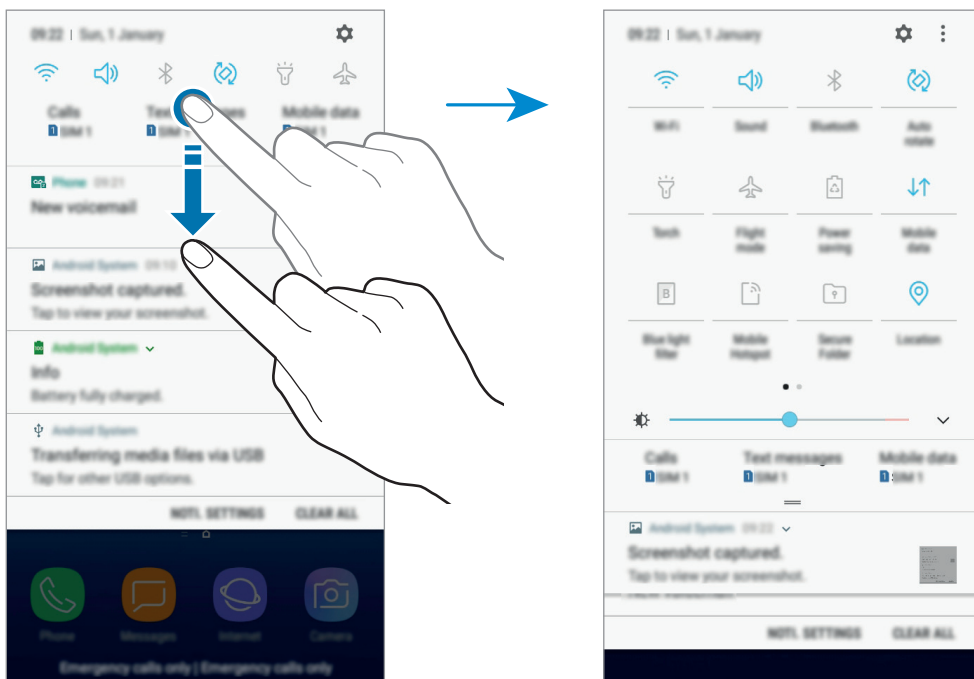 09:22 | Sun, 1 January
Calls
1 SIM 1
Mobile data
SIM 1
Phone 09:21
New voicemail
Android System 09:10
Screenshot captured.
Tap to view your screenshot.
Android System
Info
Battery fully charged.
Android System
Transferring media files via USB
Tap for other USB options.
NOTI. SETTINGS CLEAR ALL
Phone Messages Internet Camera
Emergency calls only | Emergency calls only
09:22 | Sun, 1 January
Wi-Fi Sound Bluetooth Auto rotate
Torch Flight mode Power saving Mobile data
B
Blue light filter Mobile Hotspot Secure Folder Location
Calls Text messages Mobile data
1 SIM 1 1 SIM 1 1 SIM 1
Android System 09:22
Screenshot captured.
Tap to view your screenshot.
NOTI. SETTINGS CLEAR ALL